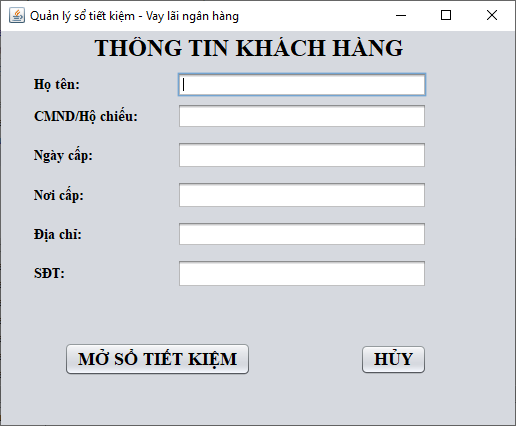 Quản lý sổ tiết kiệm - Vay lãi ngân hàng
THÔNG TIN KHÁCH HÀNG
Họ tên:
CMND/Hộ chiếu:
Ngày cấp:
Nơi cấp:
Địa chỉ:
SĐT:
MỞ SỔ TIẾT KIỆM
HỦY